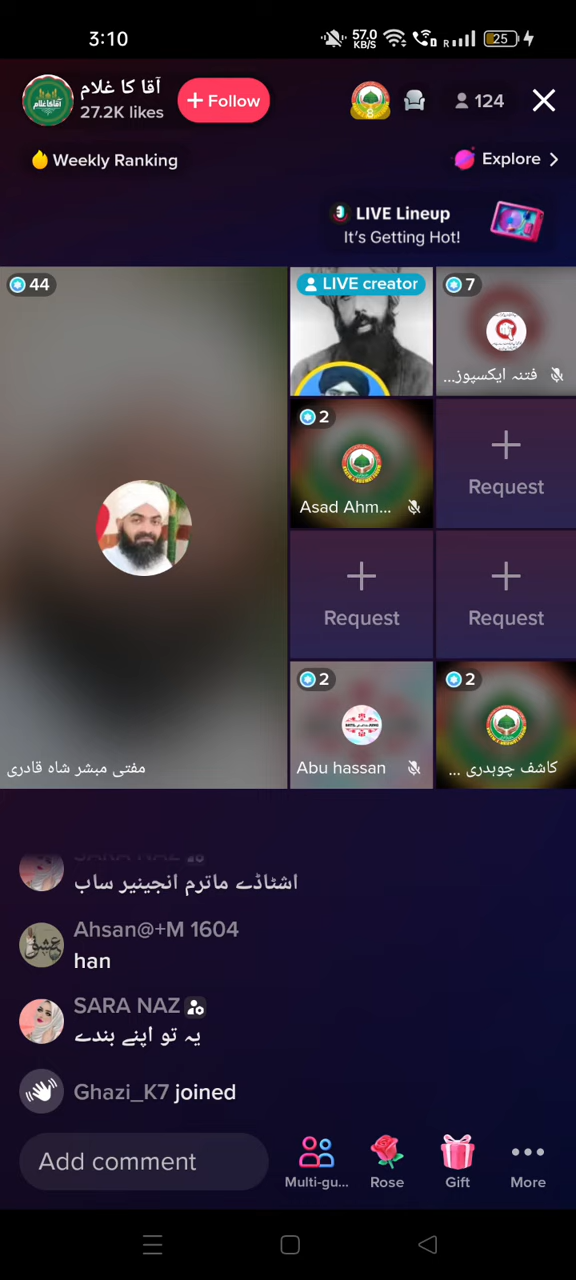 3:10
57.0
KB/S
R
25
آقا کا غلام
27.2K likes
+ Follow
8
124
Weekly Ranking
Explore
LIVE Lineup
It's Getting Hot!
44
LIVE creator
7
فتنہ ایکسپوز...
2
Asad Ahm...
Request
Request
Request
مفتی مبشر شاہ قادری
2
Abu hassan
2
کاشف چوہدری ...
SARA NAZ
اشٹاڈے ماترم انجینیر ساب
Ahsan@+M 1604
han
SARA NAZ
یہ تو اپنے بندے
Ghazi_K7 joined
Add comment
Multi-gu...
Rose
Gift
More